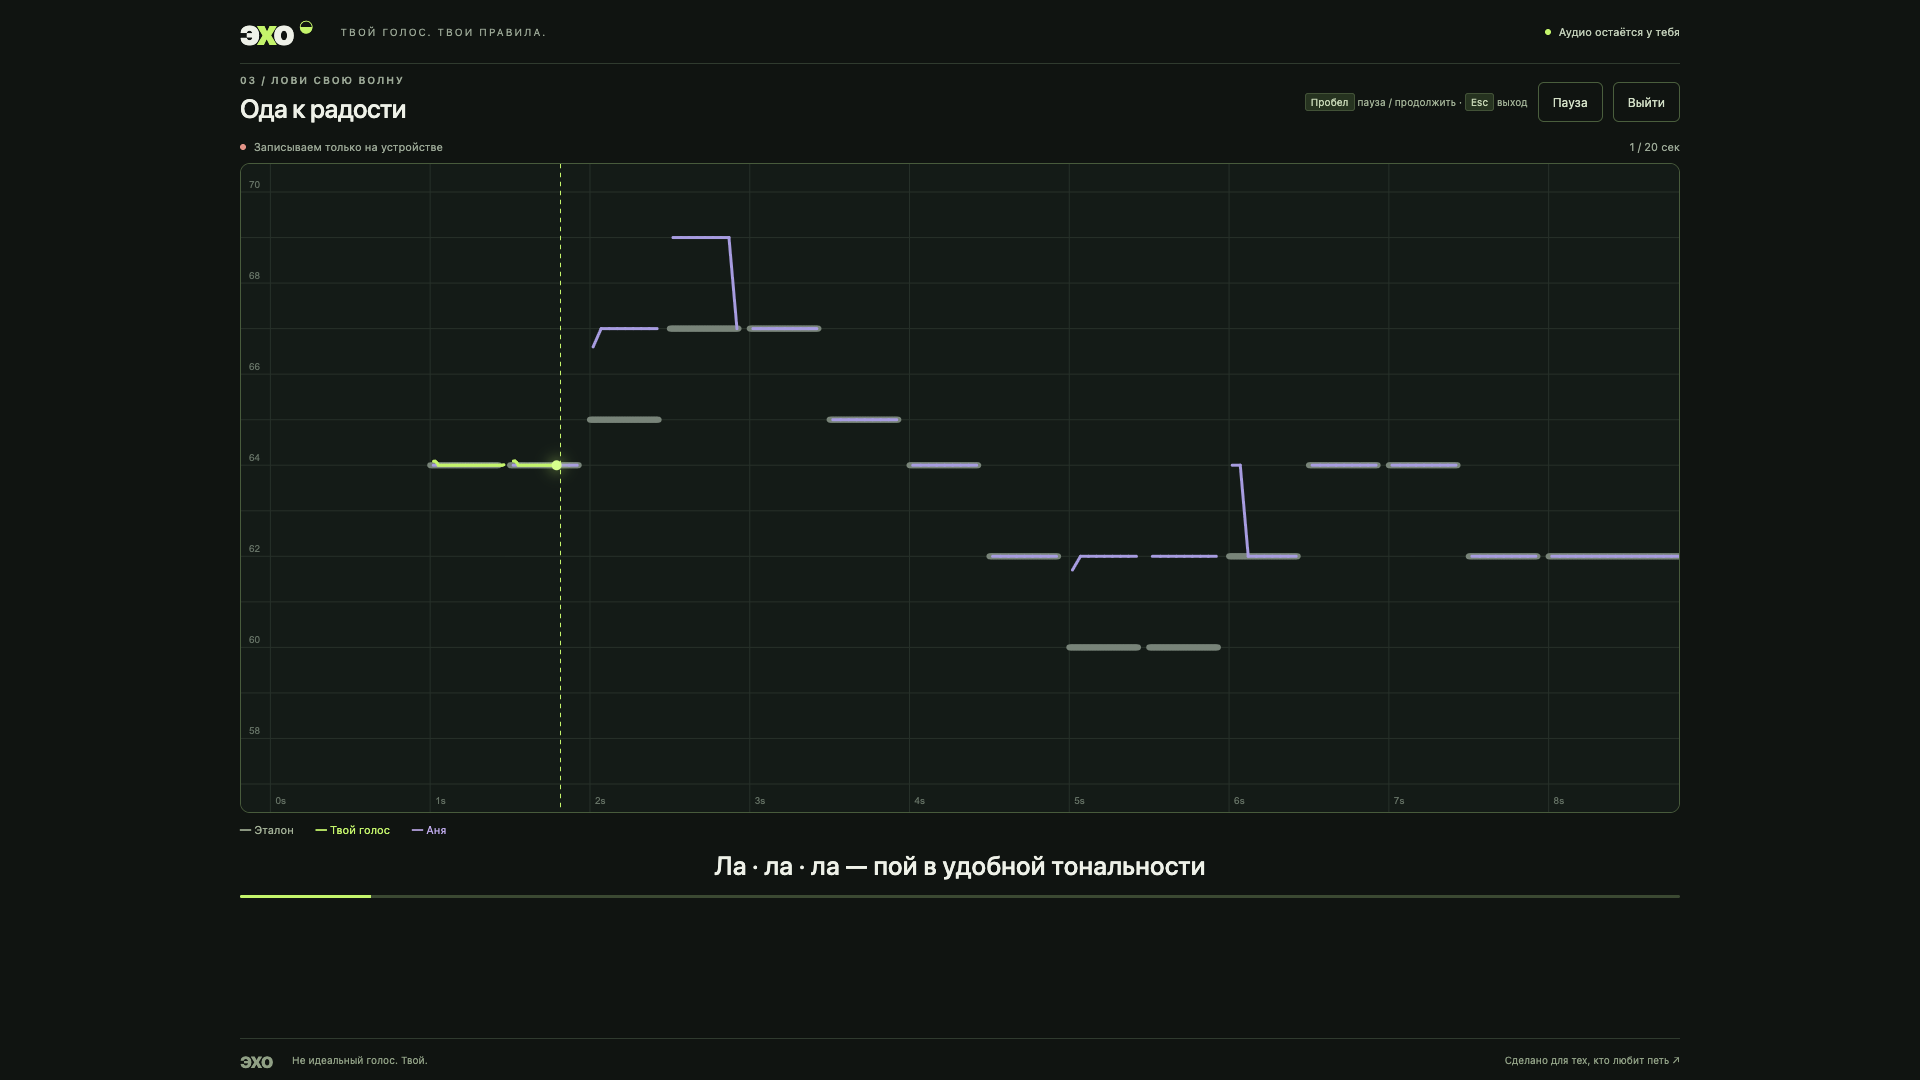 эхо
ТВОЙ ГОЛОС. ТВОИ ПРАВИЛА.
Аудио остаётся у тебя
03 / ЛОВИ СВОЮ ВОЛНУ
Ода к радости
Пробел пауза / продолжить · Esc выход
Пауза
Выйти
Записываем только на устройстве
1 / 20 сек
70
68
66
64
62
60
58
0s
1s
2s
3s
4s
5s
6s
7s
8s
Эталон
Твой голос
Аня
Ла · ла · ла — пой в удобной тональности
эхо
Не идеальный голос. Твой.
Сделано для тех, кто любит петь ↗